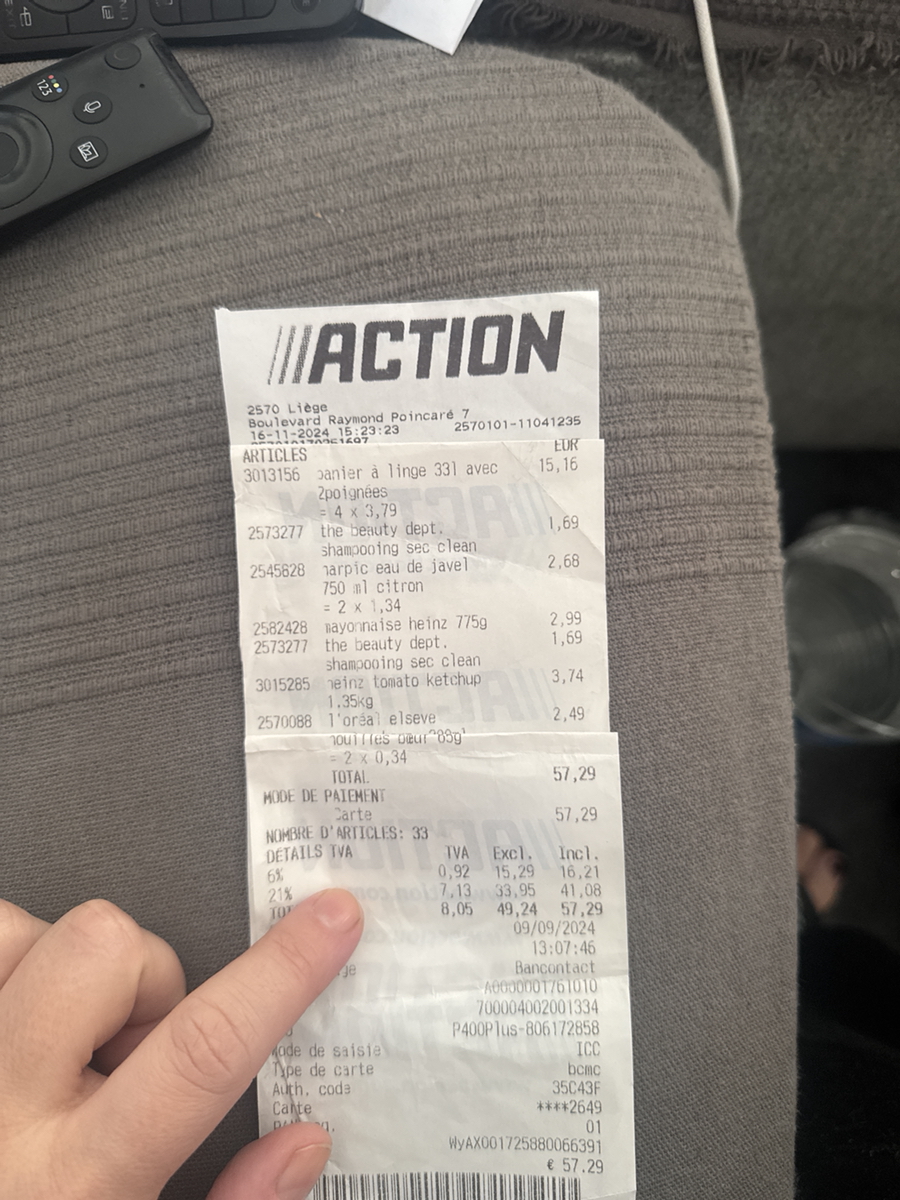 123
///ACTION
2570 Liège
Boulevard Raymond Poincaré 7
16-11-2024 15:23:23 2570101-11041235
ARTICLES EUR
3013156 panier à linge 33l avec 15,16
2poignées
= 4 x 3,79
2573277 the beauty dept. 1,69
shampooing sec clean
2545828 harpic eau de javel 2,68
750 ml citron
= 2 x 1,34
2582428 mayonnaise heinz 775g 2,99
2573277 the beauty dept. 1,69
shampooing sec clean
3015285 heinz tomato ketchup 3,74
1.35kg
2570088 l'oréal elseve 2,49
= 2 x 0,34
TOTAL 57,29
MODE DE PAIEMENT
Carte 57,29
NOMBRE D'ARTICLES: 33
DÉTAILS TVA TVA Excl. Incl.
6% 0,92 15,29 16,21
21% 7,13 33,95 41,08
8,05 49,24 57,29
09/09/2024
13:07:46
Bancontact
A0000001761010
700004002001334
P400Plus-806172858
Mode de saisie ICC
Type de carte bcmc
Auth. code 35C43F
Carte ****2649
01
WyAX001725880066391
€ 57.29